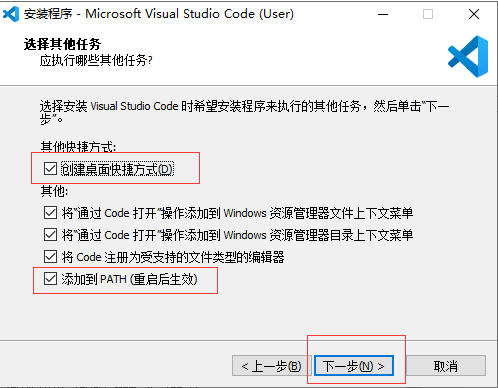 安装程序 - Microsoft Visual Studio Code (User)
选择其他任务
应执行哪些其他任务?
选择安装 Visual Studio Code 时希望安装程序来执行的其他任务，然后单击“下一
步”。
其他快捷方式:
创建桌面快捷方式(D)
其他:
将“通过 Code 打开”操作添加到 Windows 资源管理器文件上下文菜单
将“通过 Code 打开”操作添加到 Windows 资源管理器目录上下文菜单
将 Code 注册为受支持的文件类型的编辑器
添加到 PATH (重启后生效)
< 上一步(B) 下一步(N) > 取消